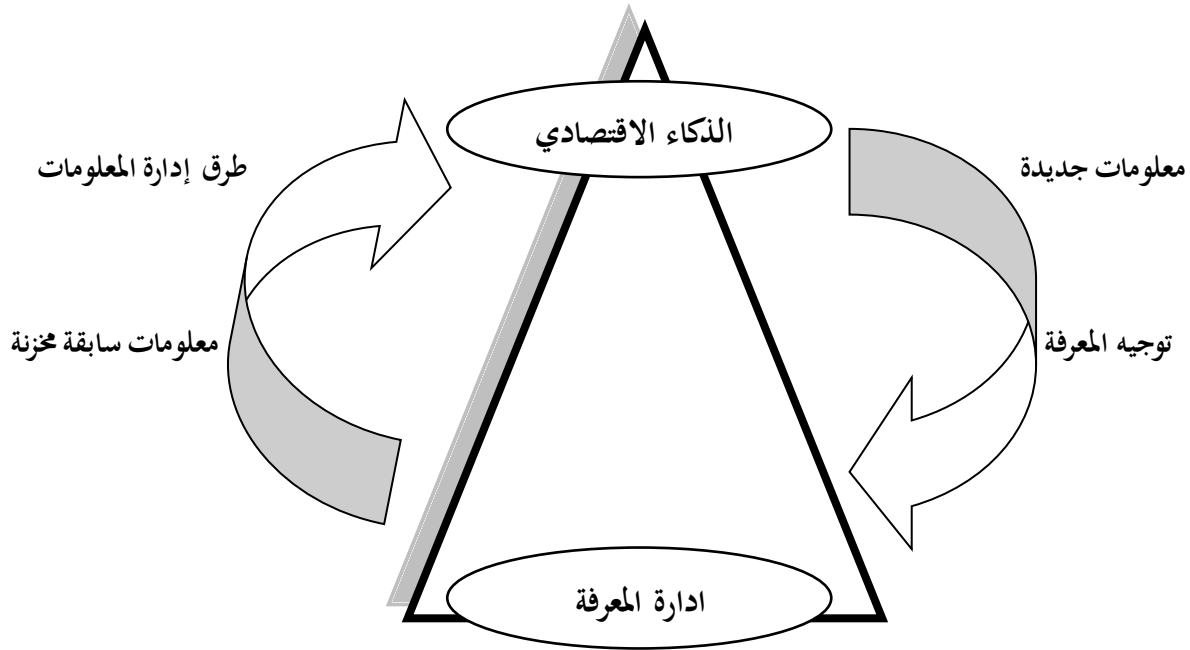 الذكاء الاقتصادي
معلومات جديدة
طرق إدارة المعلومات
توجيه المعرفة
معلومات سابقة مخزنة
ادارة المعرفة